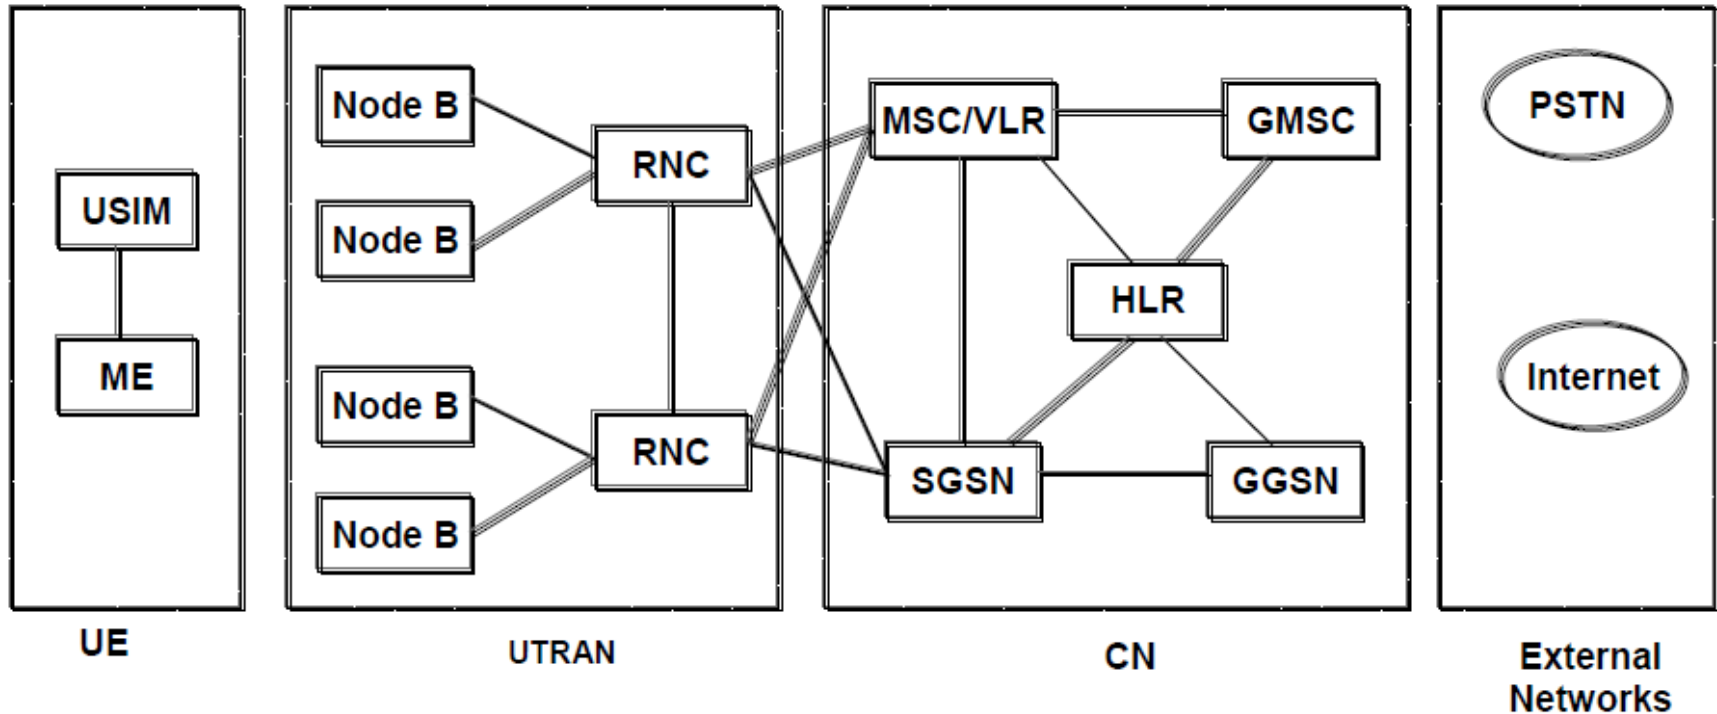 USIM
ME
UE
Node B
Node B
Node B
Node B
RNC
RNC
UTRAN
MSC/VLR
GMSC
HLR
SGSN
GGSN
CN
PSTN
Internet
External
Networks